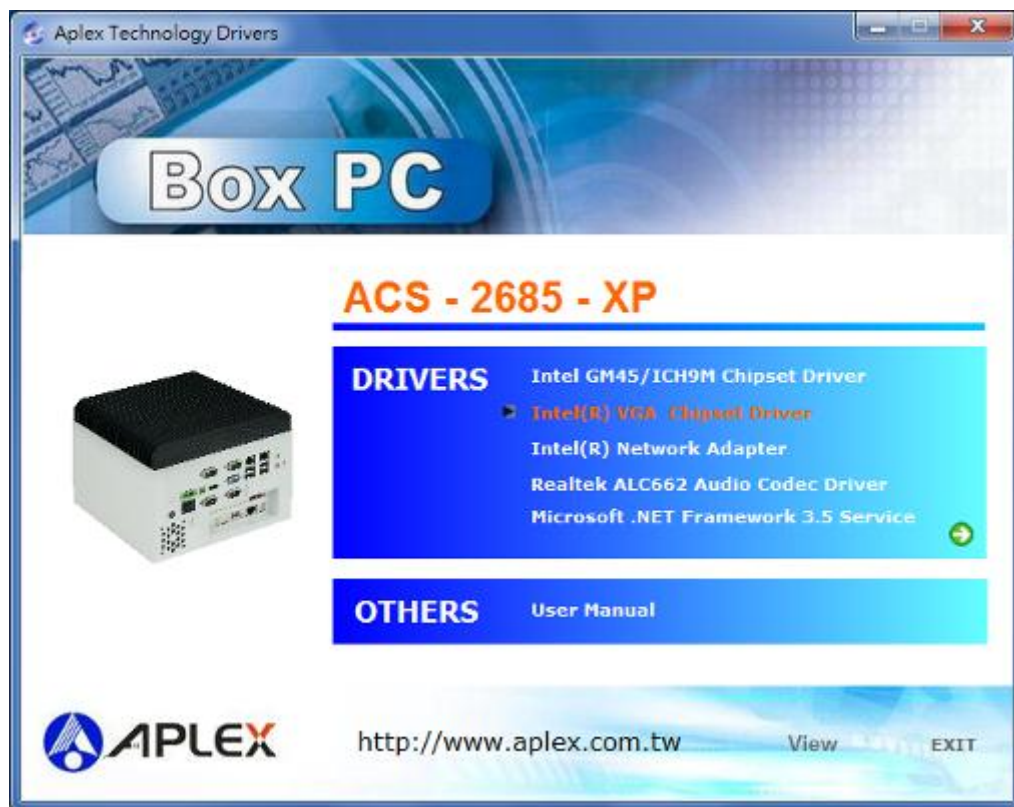 Aplex Technology Drivers
Box PC
ACS - 2685 - XP
DRIVERS
Intel GM45/ICH9M Chipset Driver
Intel(R) VGA Chipset Driver
Intel(R) Network Adapter
Realtek ALC662 Audio Codec Driver
Microsoft .NET Framework 3.5 Service
OTHERS
User Manual
APLEX
http://www.aplex.com.tw
View
EXIT